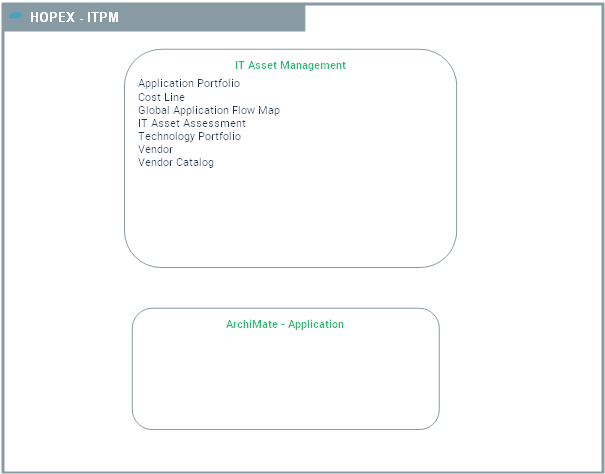 HOPEX - ITPM
IT Asset Management
Application Portfolio
Cost Line
Global Application Flow Map
IT Asset Assessment
Technology Portfolio
Vendor
Vendor Catalog
ArchiMate - Application